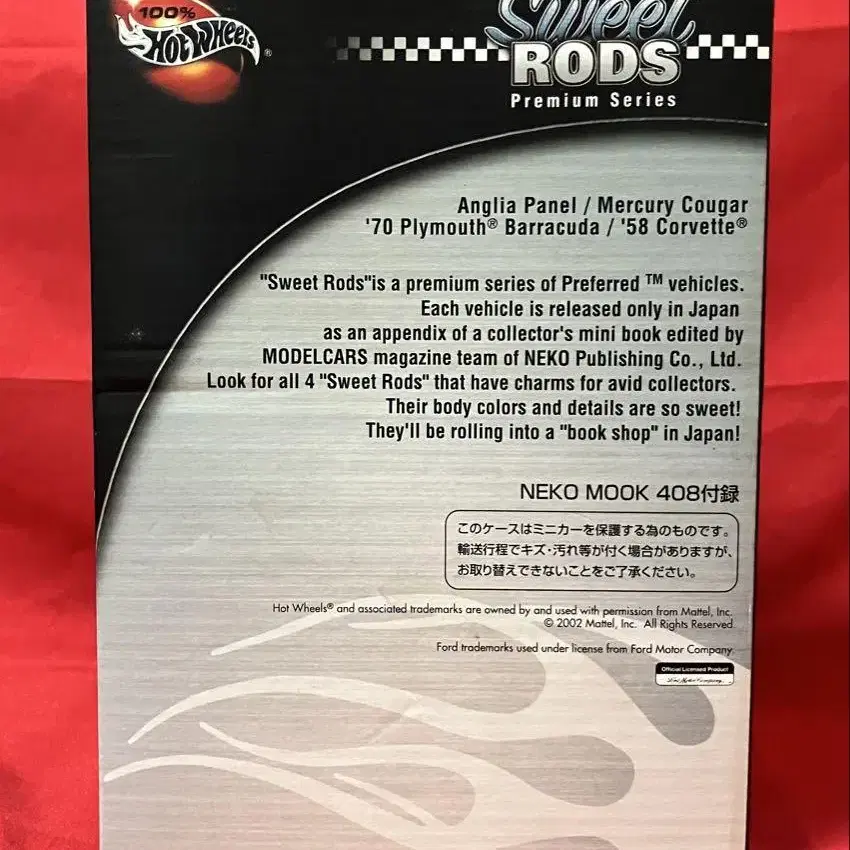 100%
Hot Wheels®
Sweet
RODS
Premium Series
Anglia Panel / Mercury Cougar
'70 Plymouth® Barracuda / '58 Corvette®
"Sweet Rods"is a premium series of Preferred ™ vehicles.
Each vehicle is released only in Japan
as an appendix of a collector's mini book edited by
MODELCARS magazine team of NEKO Publishing Co., Ltd.
Look for all 4 "Sweet Rods" that have charms for avid collectors.
Their body colors and details are so sweet!
They'll be rolling into a "book shop" in Japan!
NEKO MOOK 408付録
このケースはミニカーを保護する為のものです。
輸送行程でキズ・汚れ等が付く場合がありますが、
お取り替えできないことをご了承ください。
Hot Wheels® and associated trademarks are owned by and used with permission from Mattel, Inc.
© 2002 Mattel, Inc. All Rights Reserved.
Ford trademarks used under license from Ford Motor Company.
Official Licensed Product
Ford Motor Company